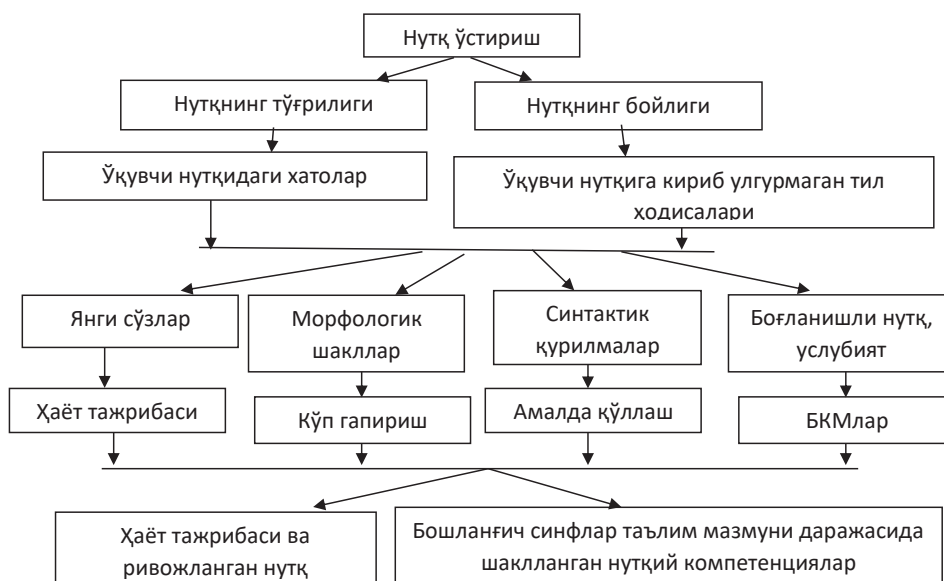 Нутқ ўстириш
Нутқнинг тўғрилиги
Нутқнинг бойлиги
Ўқувчи нутқидаги хатолар
Ўқувчи нутқига кириб улгурмаган тил
ҳодисалари
Янги сўзлар
Морфологик
шакллар
Синтактик
қурилмалар
Боғланишли нутқ,
услубият
Ҳаёт тажрибаси
Кўп гапириш
Амалда қўллаш
БКМлар
Ҳаёт тажрибаси ва
ривожланган нутқ
Бошланғич синфлар таълим мазмуни даражасида
шаклланган нутқий компетенциялар